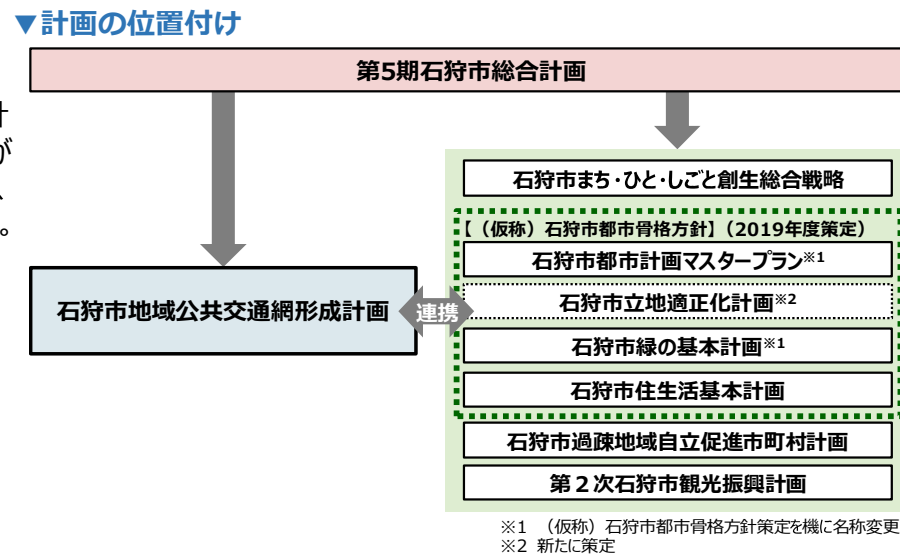 ▼計画の位置付け
第5期石狩市総合計画
計
が
、
。
石狩市まち・ひと・しごと創生総合戦略
【（仮称）石狩市都市骨格方針】（2019年度策定）
石狩市都市計画マスタープラン※1
石狩市地域公共交通網形成計画
連携
石狩市立地適正化計画※2
石狩市緑の基本計画※1
石狩市住生活基本計画
石狩市過疎地域自立促進市町村計画
第２次石狩市観光振興計画
※1　（仮称）石狩市都市骨格方針策定を機に名称変更
※2　新たに策定